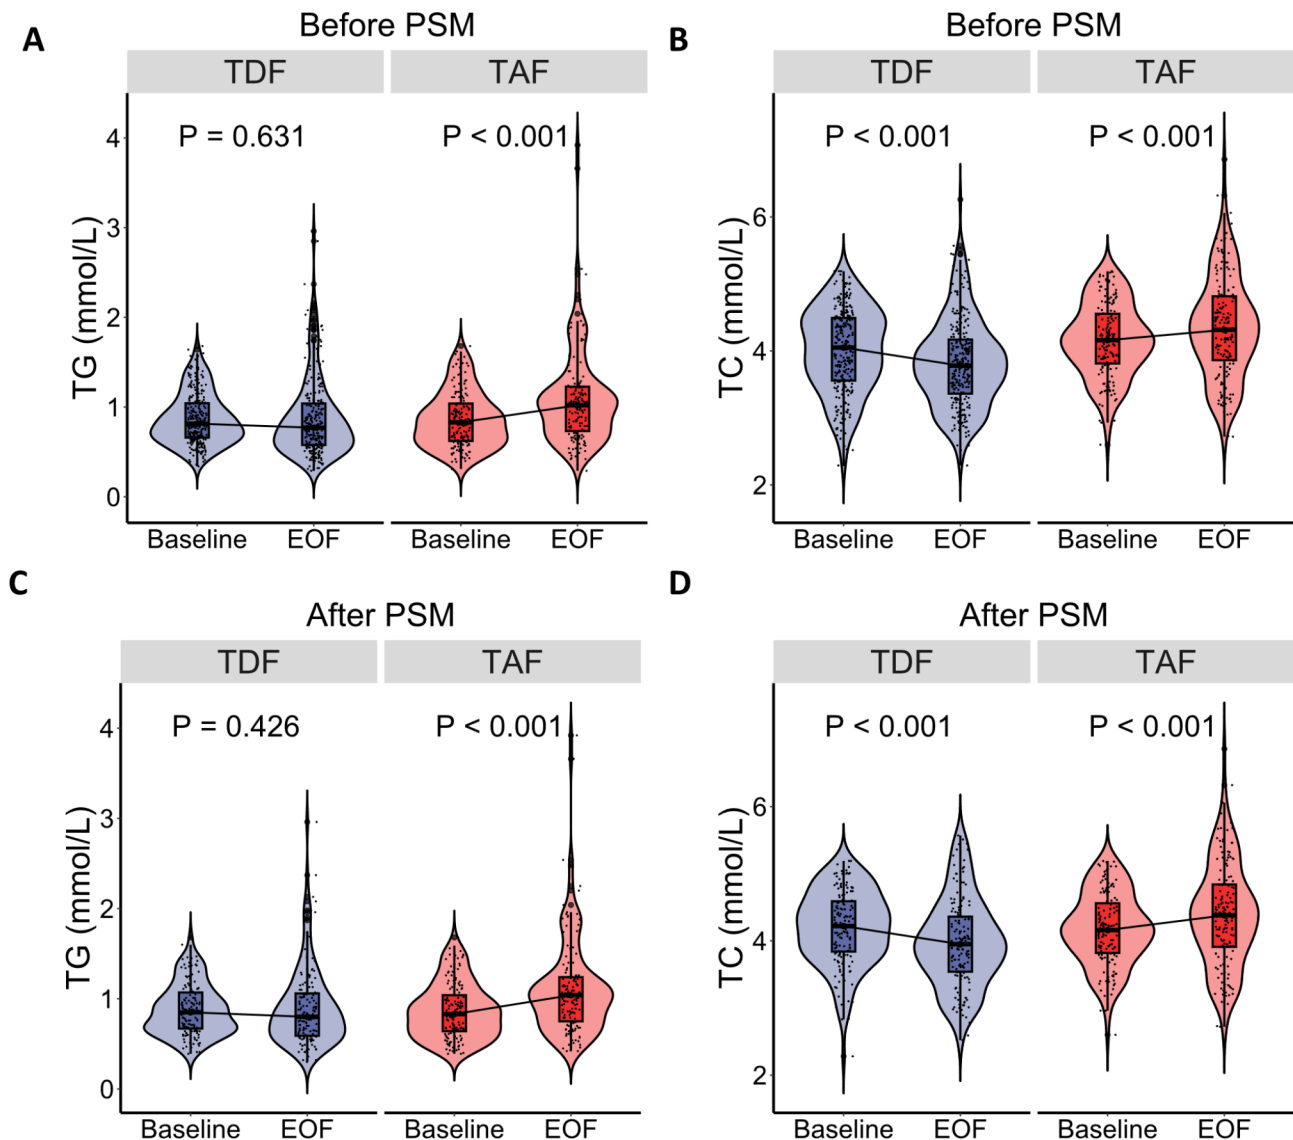 A
Before PSM
TDF
TAF
P = 0.631
P < 0.001
TG (mmol/L)
4
3
2
1
0
Baseline
EOF
Baseline
EOF
B
Before PSM
TDF
TAF
P < 0.001
P < 0.001
TC (mmol/L)
6
4
2
Baseline
EOF
Baseline
EOF
C
After PSM
TDF
TAF
P = 0.426
P < 0.001
TG (mmol/L)
4
3
2
1
0
Baseline
EOF
Baseline
EOF
D
After PSM
TDF
TAF
P < 0.001
P < 0.001
TC (mmol/L)
6
4
2
Baseline
EOF
Baseline
EOF